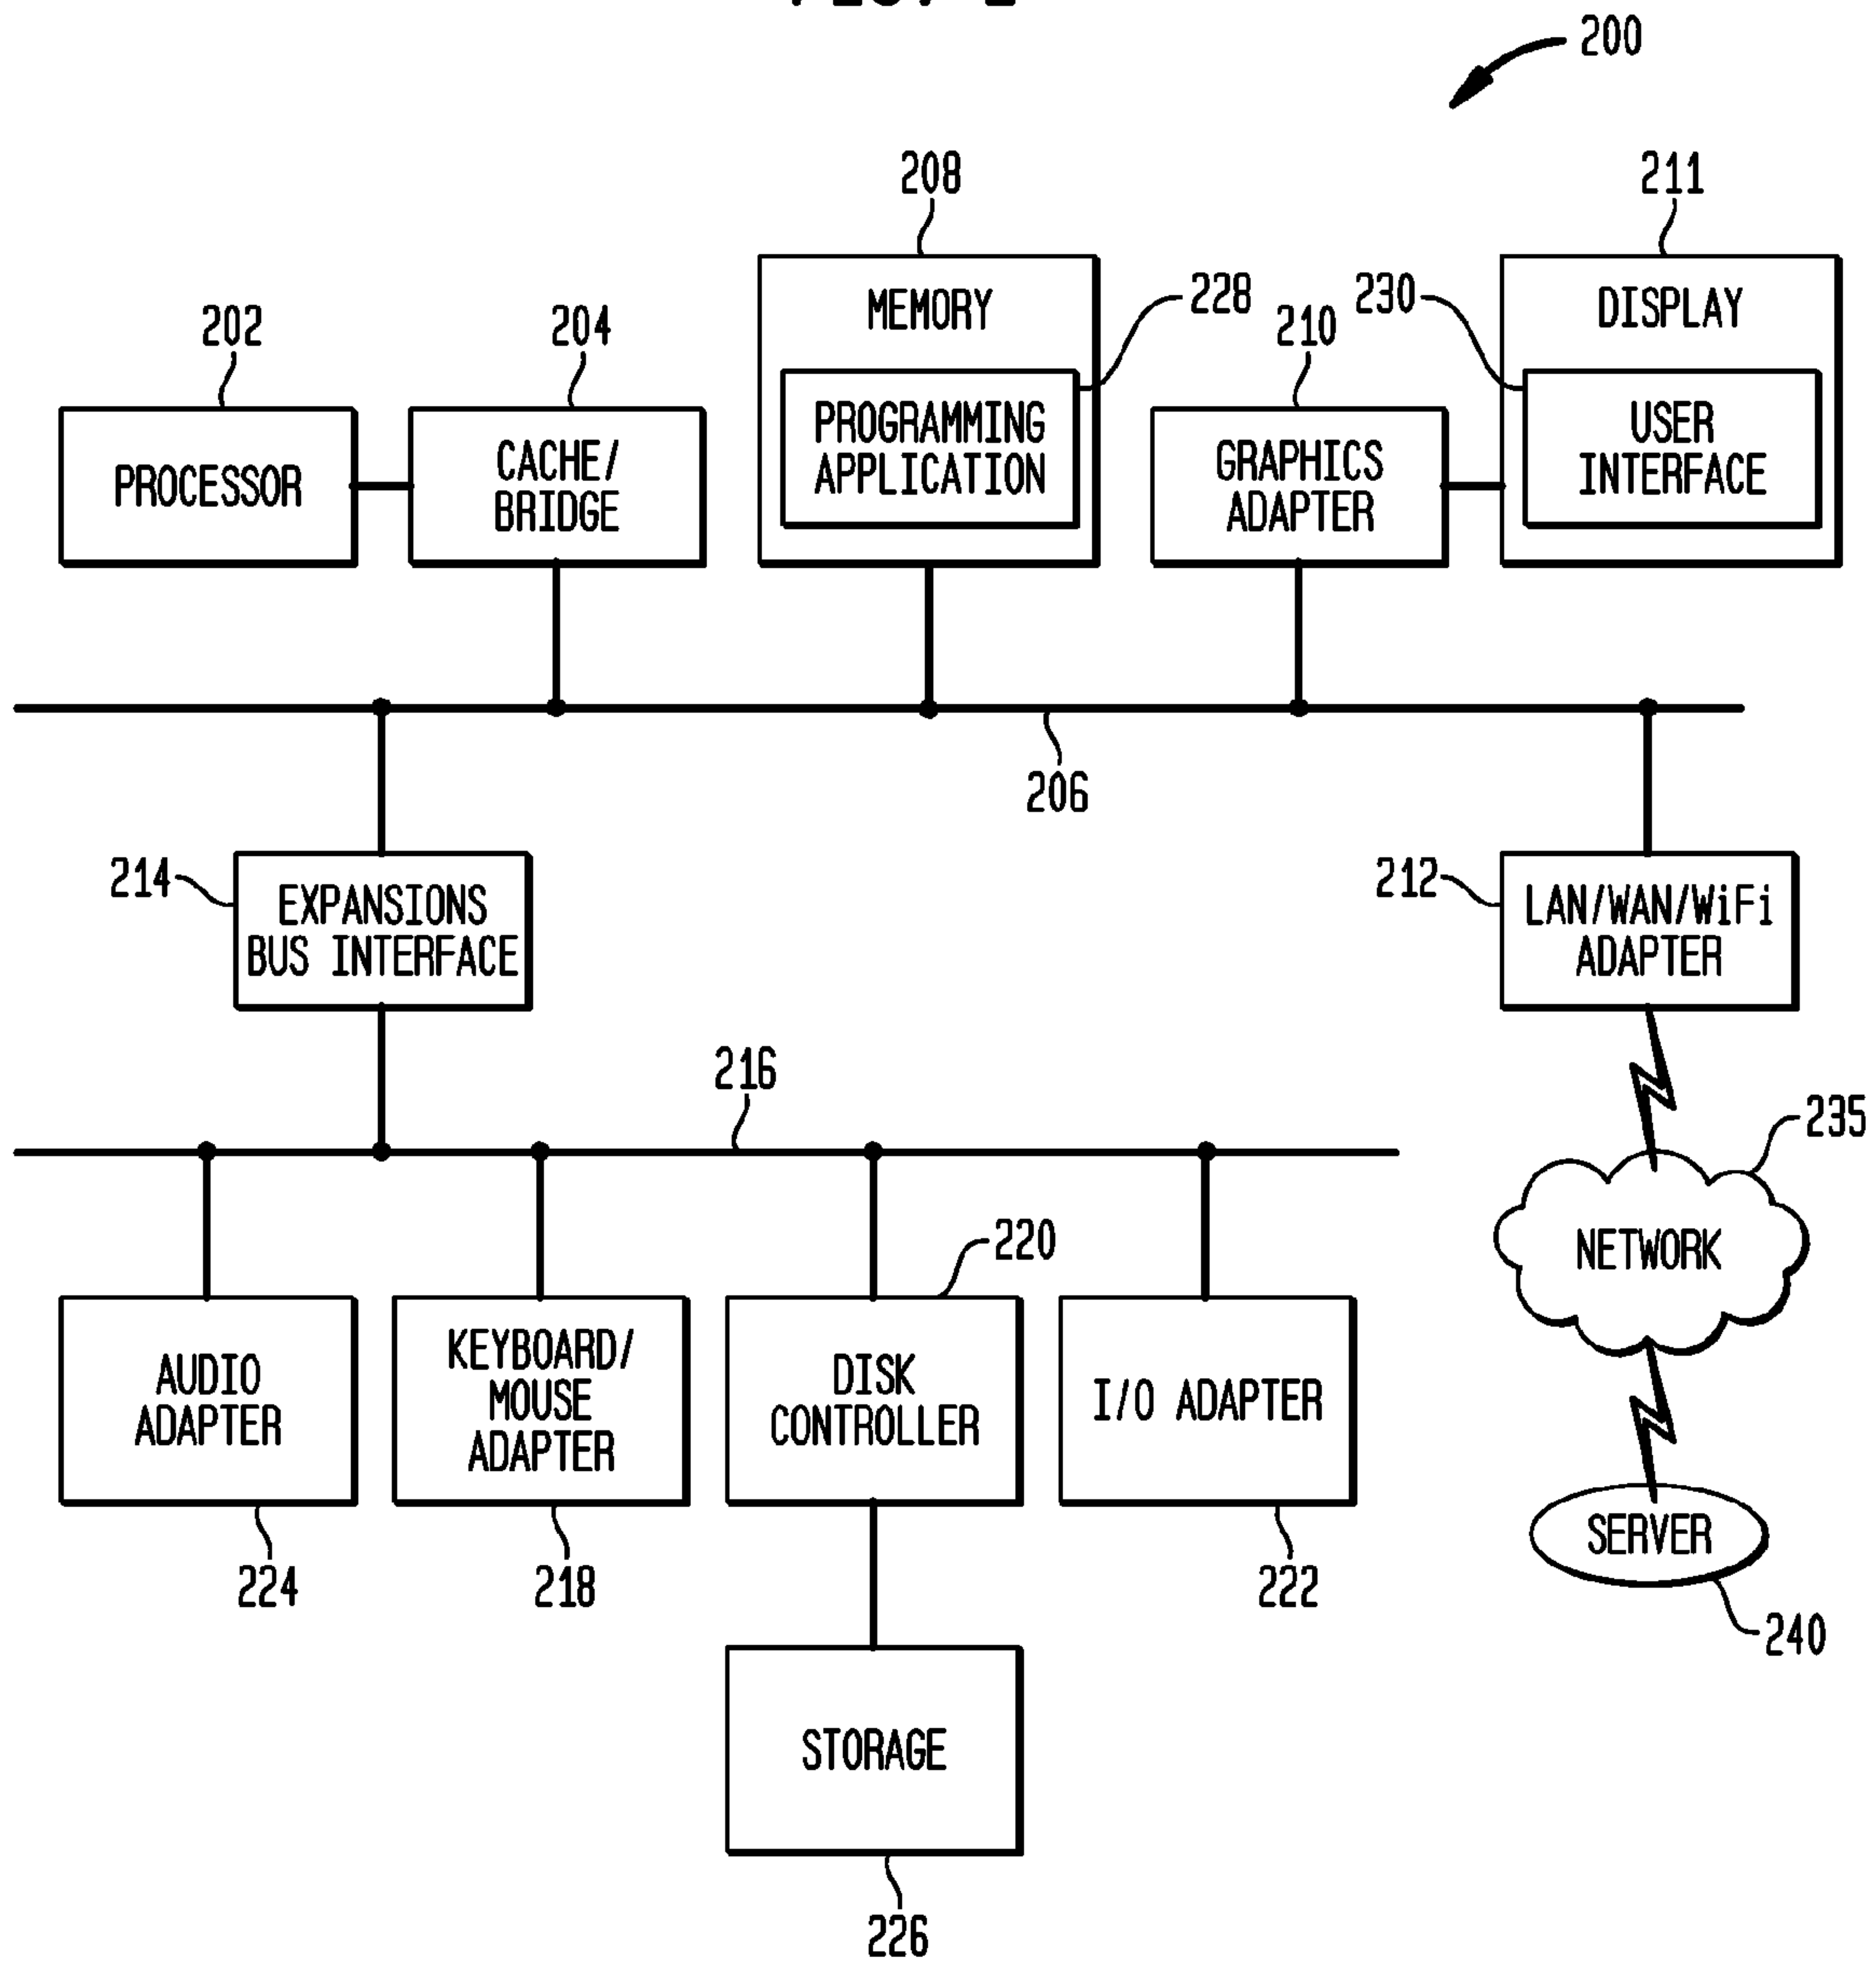 200
208
211
202
204
MEMORY
228
210
230
DISPLAY
PROCESSOR
CACHE/
BRIDGE
PROGRAMMING
APPLICATION
GRAPHICS
ADAPTER
USER
INTERFACE
206
214
EXPANSIONS
BUS INTERFACE
212
LAN/WAN/WiFi
ADAPTER
216
235
220
NETWORK
AUDIO
ADAPTER
KEYBOARD/
MOUSE
ADAPTER
DISK
CONTROLLER
I/O ADAPTER
224
218
222
SERVER
240
STORAGE
226